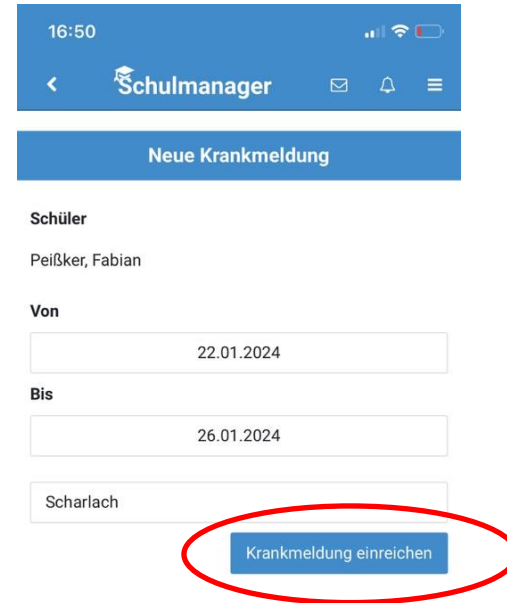 16:50
Schulmanager
Neue Krankmeldung
Schüler
Peißker, Fabian
Von
22.01.2024
Bis
26.01.2024
Scharlach
Krankmeldung einreichen